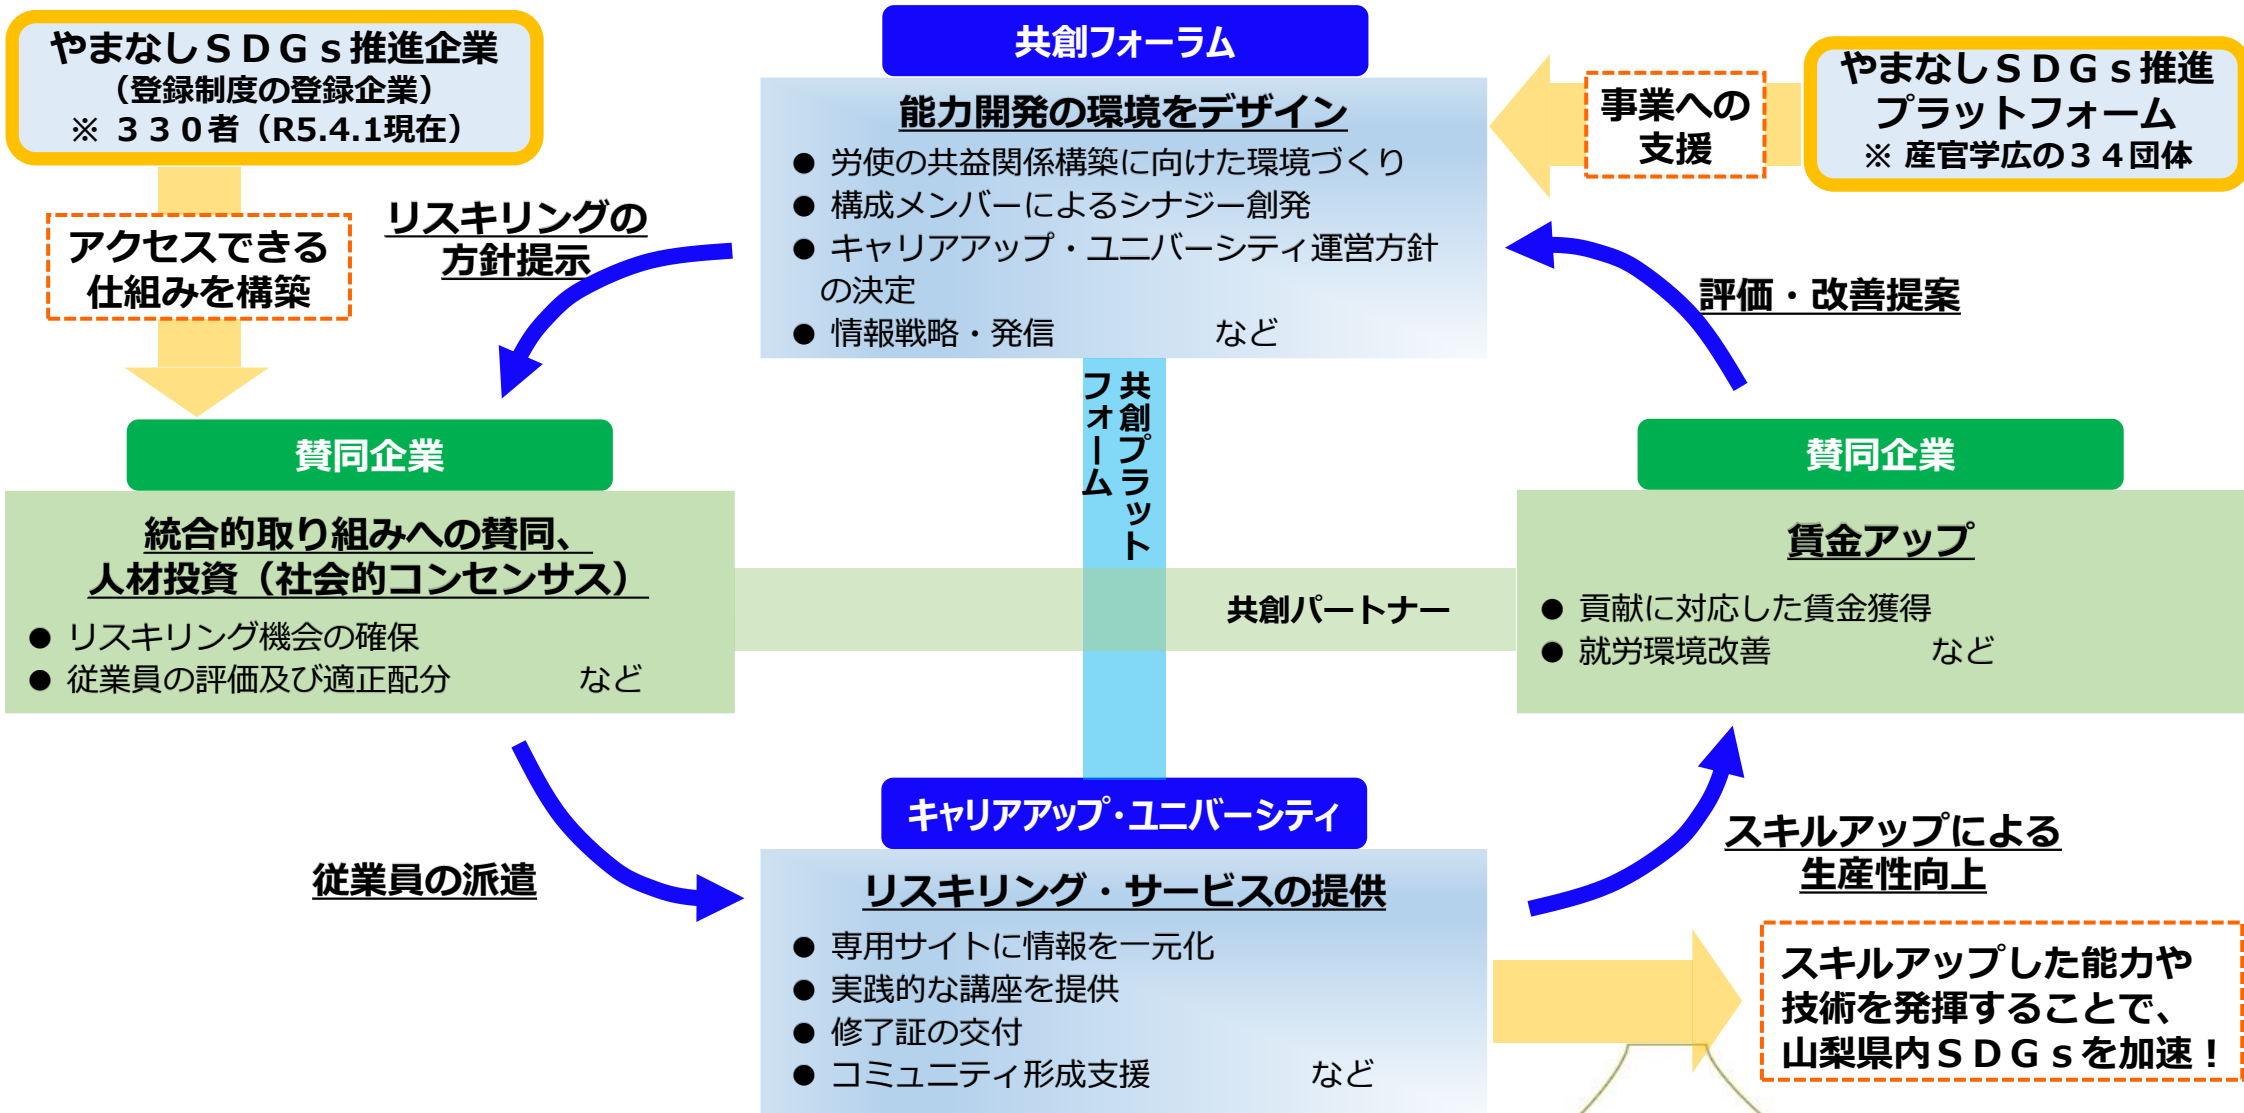 やまなしＳＤＧｓ推進企業
（登録制度の登録企業）
※ ３３０者（R5.4.1現在）
アクセスできる
仕組みを構築
リスキリングの
方針提示
共創フォーラム
能力開発の環境をデザイン
● 労使の共益関係構築に向けた環境づくり
● 構成メンバーによるシナジー創発
● キャリアアップ・ユニバーシティ運営方針
の決定
● 情報戦略・発信　　　　　など
事業への
支援
やまなしＳＤＧｓ推進
プラットフォーム
※ 産官学広の３４団体
評価・改善提案
賛同企業
統合的取り組みへの賛同、
人材投資（社会的コンセンサス）
● リスキリング機会の確保
● 従業員の評価及び適正配分　　　　など
共創プラット
フォーム
共創パートナー
賛同企業
賃金アップ
● 貢献に対応した賃金獲得
● 就労環境改善　　　　　など
従業員の派遣
キャリアアップ・ユニバーシティ
リスキリング・サービスの提供
● 専用サイトに情報を一元化
● 実践的な講座を提供
● 修了証の交付
● コミュニティ形成支援　　　　　など
スキルアップによる
生産性向上
スキルアップした能力や
技術を発揮することで、
山梨県内ＳＤＧｓを加速！